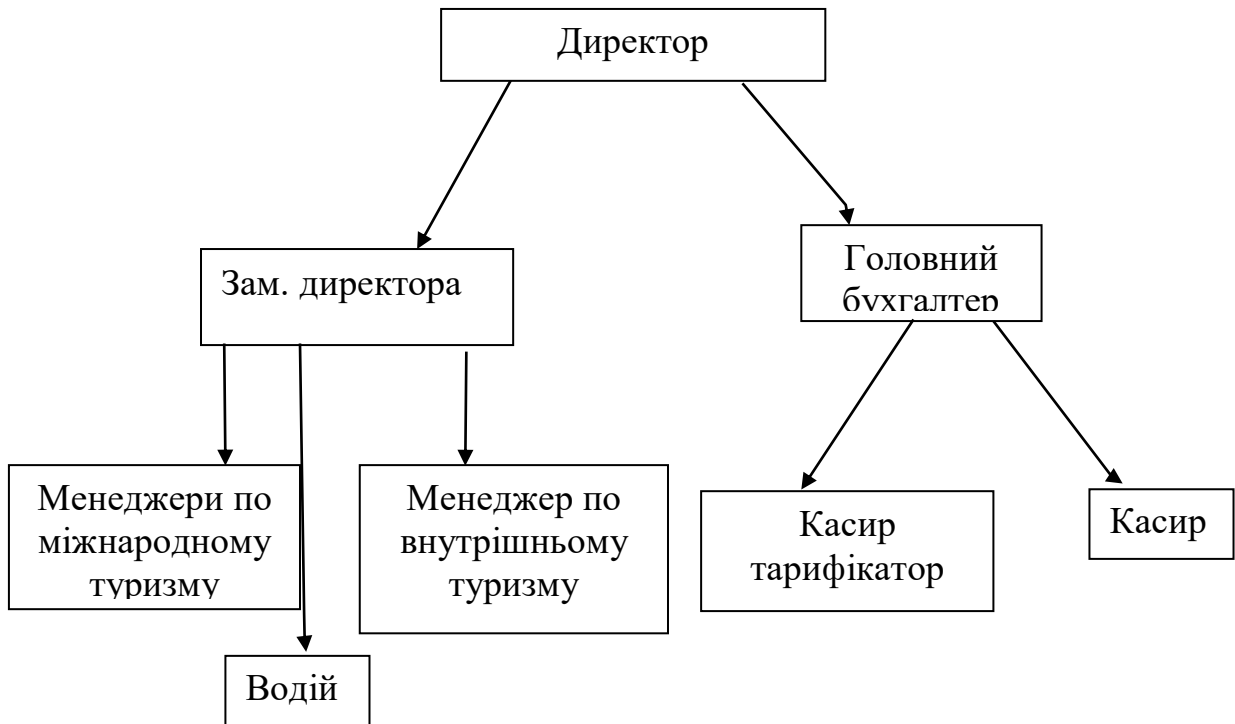 Директор
Зам. директора
Головний
бухгалтер
Менеджери по
міжнародному
туризму
Менеджер по
внутрішньому
туризму
Касир
тарифікатор
Касир
Водій